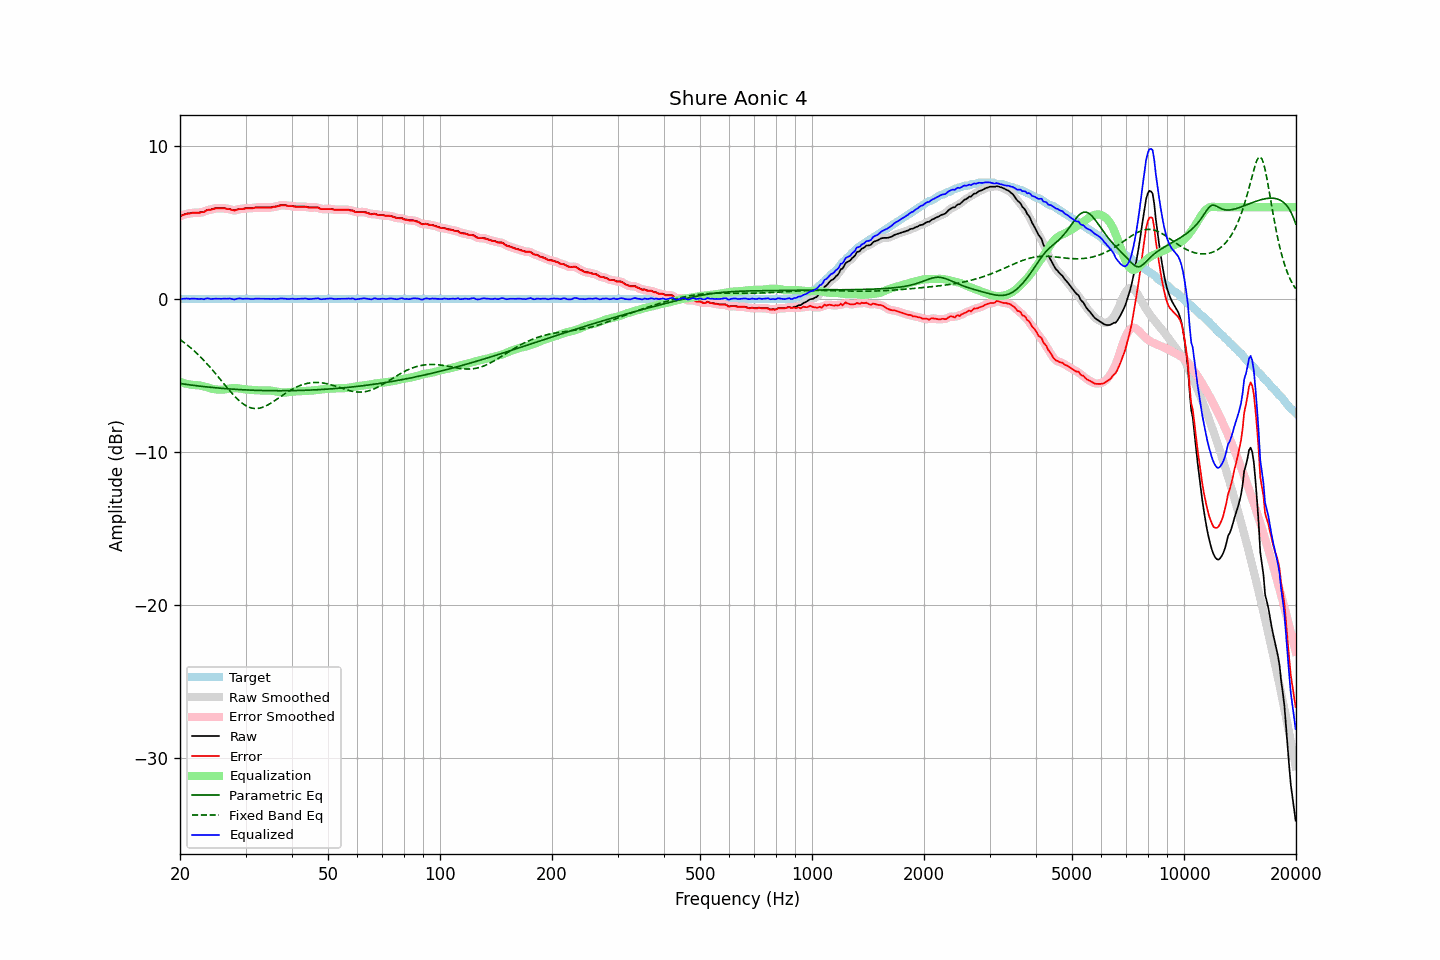 Shure Aonic 4
10
0
−10
−20
−30
Amplitude (dBr)
Target
Raw Smoothed
Error Smoothed
Raw
Error
Equalization
Parametric Eq
Fixed Band Eq
Equalized
20 50 100 200 500 1000 2000 5000 10000 20000
Frequency (Hz)